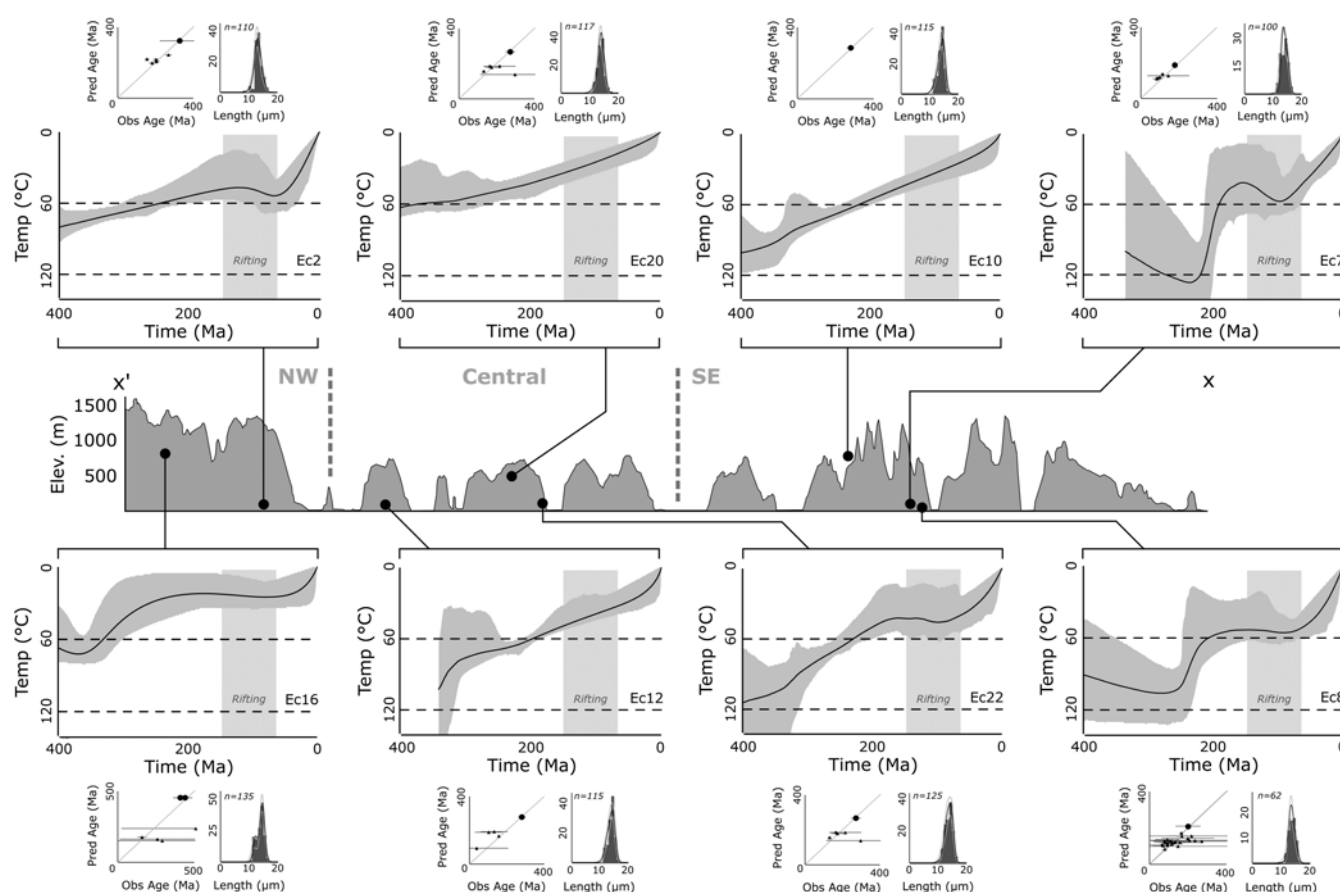 400
Pred Age (Ma)
0
400
Obs Age (Ma)
n=110
40
20
0
10
20
Length (µm)
400
Pred Age (Ma)
0
400
Obs Age (Ma)
n=117
40
20
0
10
20
Length (µm)
400
Pred Age (Ma)
0
400
Obs Age (Ma)
n=115
40
20
0
10
20
Length (µm)
400
Pred Age (Ma)
0
400
Obs Age (Ma)
n=100
30
15
0
10
20
Length (µm)
0
60
120
Temp (°C)
Rifting
Ec2
400
200
0
Time (Ma)
0
60
120
Temp (°C)
Rifting
Ec20
400
200
0
Time (Ma)
0
60
120
Temp (°C)
Rifting
Ec10
400
200
0
Time (Ma)
0
60
120
Temp (°C)
Rifting
Ec7
400
200
0
Time (Ma)
x'
NW
Central
SE
x
1500
1000
500
Elev. (m)
0
60
120
Temp (°C)
Rifting
Ec16
400
200
0
Time (Ma)
0
60
120
Temp (°C)
Rifting
Ec12
400
200
0
Time (Ma)
0
60
120
Temp (°C)
Rifting
Ec22
400
200
0
Time (Ma)
0
60
120
Temp (°C)
Rifting
Ec8
400
200
0
Time (Ma)
500
Pred Age (Ma)
0
500
Obs Age (Ma)
n=135
50
25
0
10
20
Length (µm)
400
Pred Age (Ma)
0
400
Obs Age (Ma)
n=115
40
20
0
10
20
Length (µm)
400
Pred Age (Ma)
0
400
Obs Age (Ma)
n=125
40
20
0
10
20
Length (µm)
400
Pred Age (Ma)
0
400
Obs Age (Ma)
n=62
20
10
0
10
20
Length (µm)